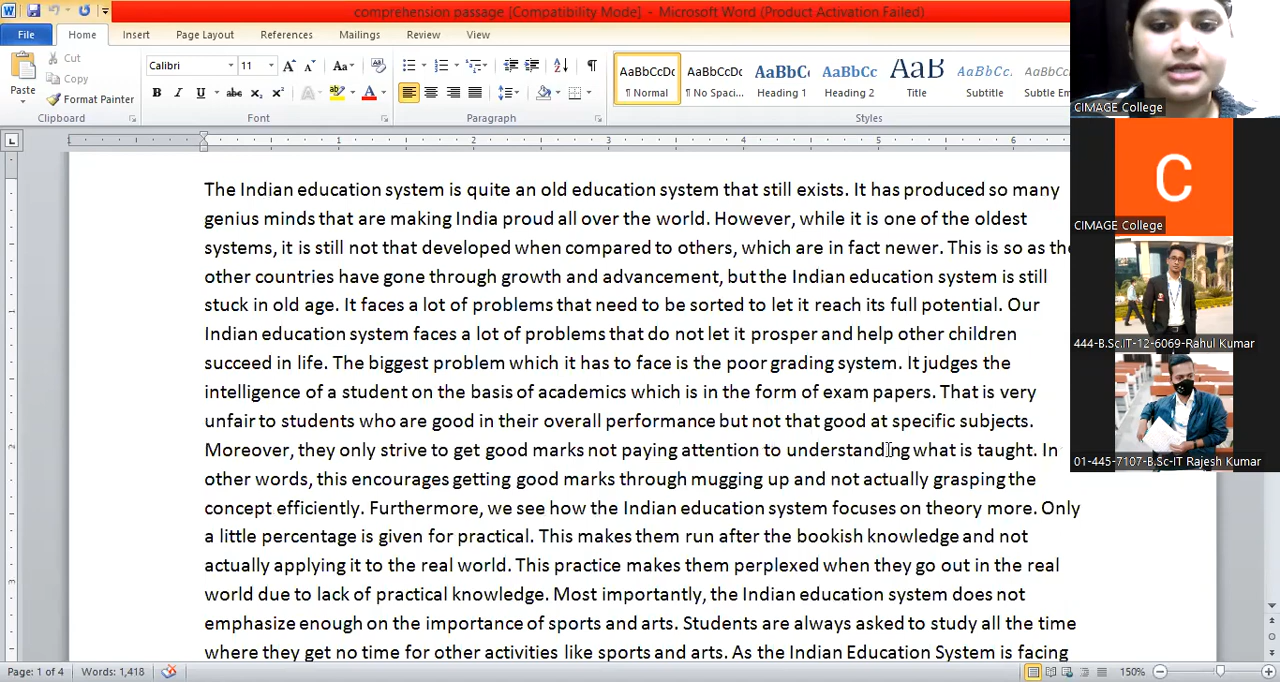 comprehension passage [Compatibility Mode] - Microsoft Word (Product Activation Failed)
File Home Insert Page Layout References Mailings Review View
Cut
Copy
Paste
Format Painter
Calibri 11
Clipboard Font Paragraph Styles
AaBbCcDc AaBbCcDc AaBbC AaBbCc AaB AaBbCc. AaBbCc
¶ Normal ¶ No Spaci... Heading 1 Heading 2 Title Subtitle Subtle Em
The Indian education system is quite an old education system that still exists. It has produced so many
genius minds that are making India proud all over the world. However, while it is one of the oldest
systems, it is still not that developed when compared to others, which are in fact newer. This is so as the
other countries have gone through growth and advancement, but the Indian education system is still
stuck in old age. It faces a lot of problems that need to be sorted to let it reach its full potential. Our
Indian education system faces a lot of problems that do not let it prosper and help other children
succeed in life. The biggest problem which it has to face is the poor grading system. It judges the
intelligence of a student on the basis of academics which is in the form of exam papers. That is very
unfair to students who are good in their overall performance but not that good at specific subjects.
Moreover, they only strive to get good marks not paying attention to understanding what is taught. In
other words, this encourages getting good marks through mugging up and not actually grasping the
concept efficiently. Furthermore, we see how the Indian education system focuses on theory more. Only
a little percentage is given for practical. This makes them run after the bookish knowledge and not
actually applying it to the real world. This practice makes them perplexed when they go out in the real
world due to lack of practical knowledge. Most importantly, the Indian education system does not
emphasize enough on the importance of sports and arts. Students are always asked to study all the time
where they get no time for other activities like sports and arts. As the Indian Education System is facing
Page: 1 of 4 Words: 1,418 150%
CIMAGE College
C
CIMAGE College
444-B.Sc.IT-12-6069-Rahul Kumar
01-445-7107-B.Sc-IT Rajesh Kumar